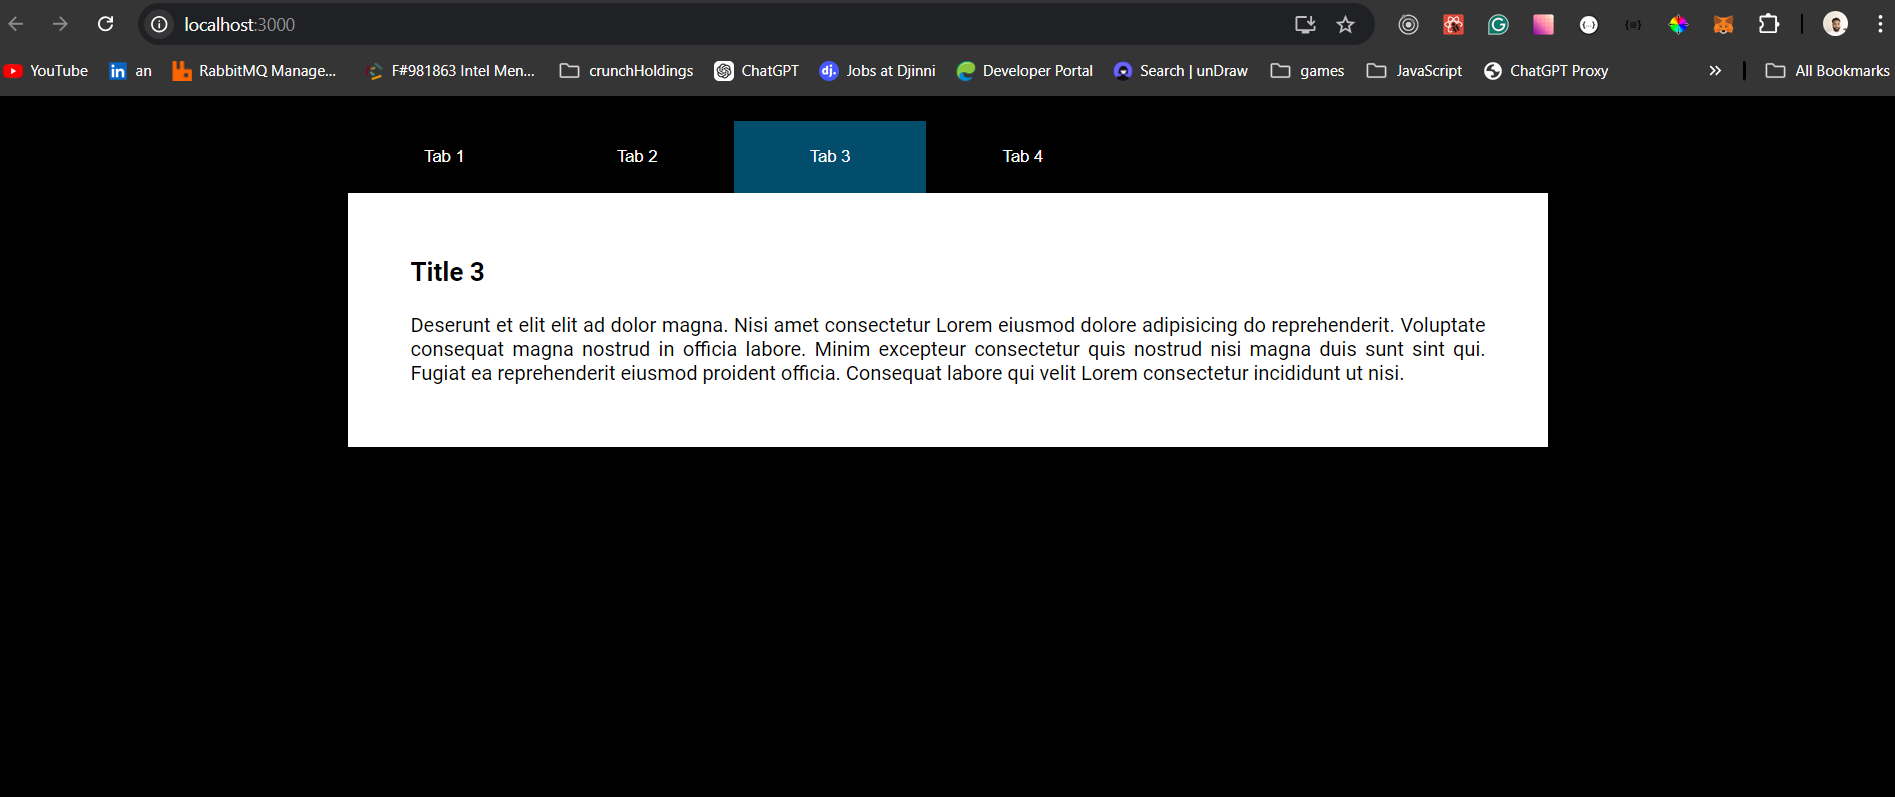 localhost:3000
YouTube
an
RabbitMQ Manage...
F#981863 Intel Men...
crunchHoldings
ChatGPT
Jobs at Djinni
Developer Portal
Search | unDraw
games
JavaScript
ChatGPT Proxy
All Bookmarks
Tab 1
Tab 2
Tab 3
Tab 4
Title 3
Deserunt et elit elit ad dolor magna. Nisi amet consectetur Lorem eiusmod dolore adipisicing do reprehenderit. Voluptate
consequat magna nostrud in officia labore. Minim excepteur consectetur quis nostrud nisi magna duis sunt sint qui.
Fugiat ea reprehenderit eiusmod proident officia. Consequat labore qui velit Lorem consectetur incididunt ut nisi.